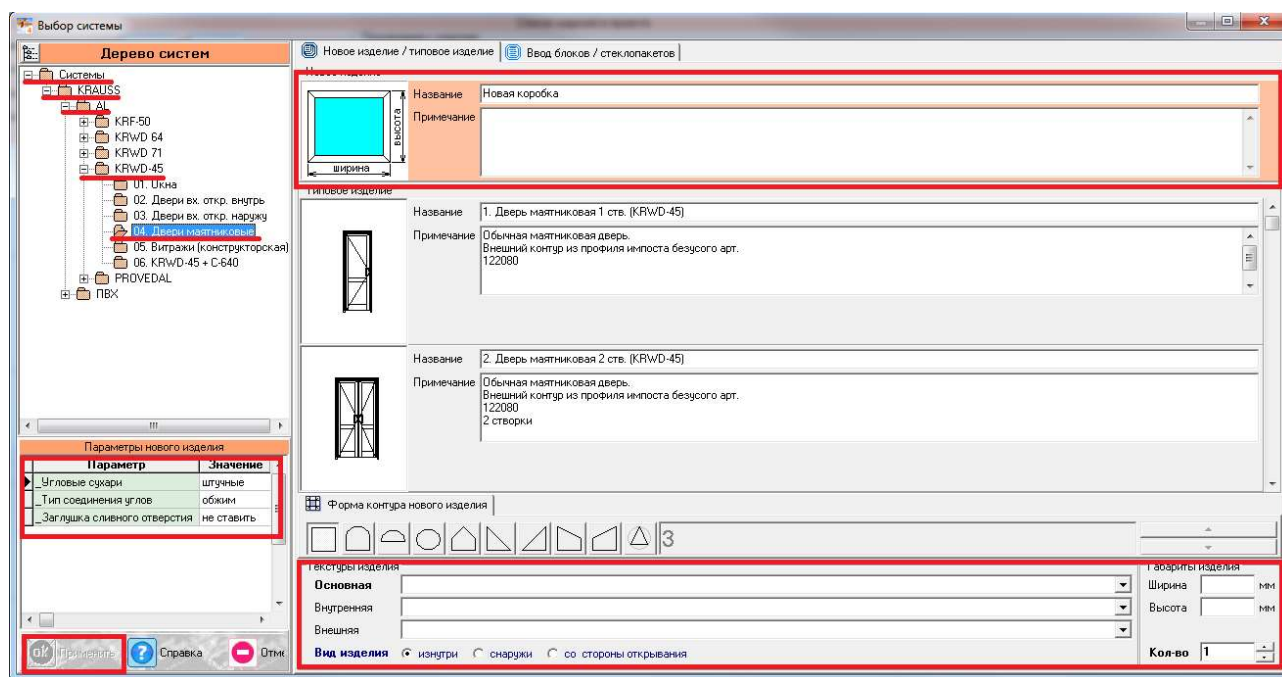 Выбор системы
Дерево систем
Системы
KRAUSS
AL
KRF-50
KRWD 64
KRWD 71
KRWD-45
01. Окна
02. Двери вх. откр. внутрь
03. Двери вх. откр. наружу
04. Двери маятниковые
05. Витражи (конструкторская)
06. KRWD-45 + C-640
PROVEDAL
ПВХ
Параметры нового изделия
Параметр Значение
_Угловые сухари штучные
_Тип соединения углов обжим
_Заглушка сливного отверстия не ставить
ok Применить ? Справка Отме
Новое изделие / типовое изделие Ввод блоков / стеклопакетов
Новое изделие
высота
ширина
Название Новая коробка
Примечание
Типовое изделие
Название 1. Дверь маятниковая 1 ств. (KRWD-45)
Примечание Обычная маятниковая дверь.
Внешний контур из профиля импоста безусого арт.
122080
Название 2. Дверь маятниковая 2 ств. (KRWD-45)
Примечание Обычная маятниковая дверь.
Внешний контур из профиля импоста безусого арт.
122080
2 створки
Форма контура нового изделия
3
Текстуры изделия
Основная
Внутренняя
Внешняя
Вид изделия изнутри снаружи со стороны открывания
Габариты изделия
Ширина мм
Высота мм
Кол-во 1